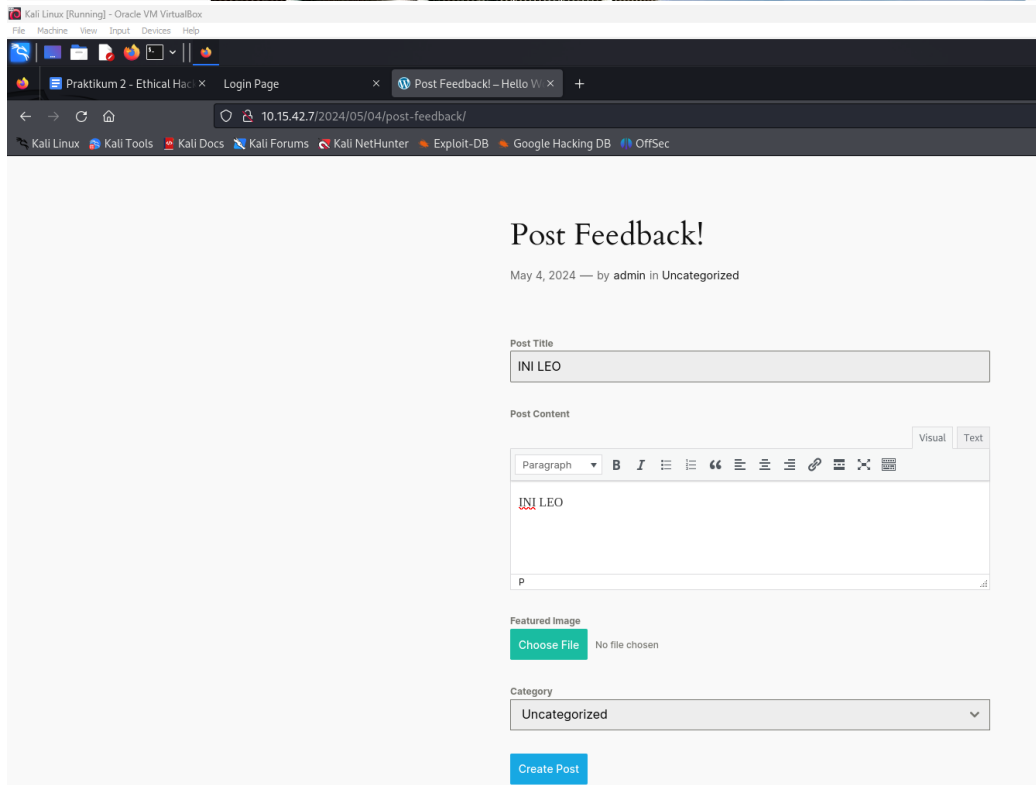 Kali Linux [Running] - Oracle VM VirtualBox
File Machine View Input Devices Help
Praktikum 2 - Ethical Hac
Login Page
Post Feedback! – Hello W
10.15.42.7/2024/05/04/post-feedback/
Kali Linux Kali Tools Kali Docs Kali Forums Kali NetHunter Exploit-DB Google Hacking DB OffSec
Post Feedback!
May 4, 2024 — by admin in Uncategorized
Post Title
INI LEO
Post Content
Visual Text
Paragraph
INI LEO
P
Featured Image
Choose File No file chosen
Category
Uncategorized
Create Post